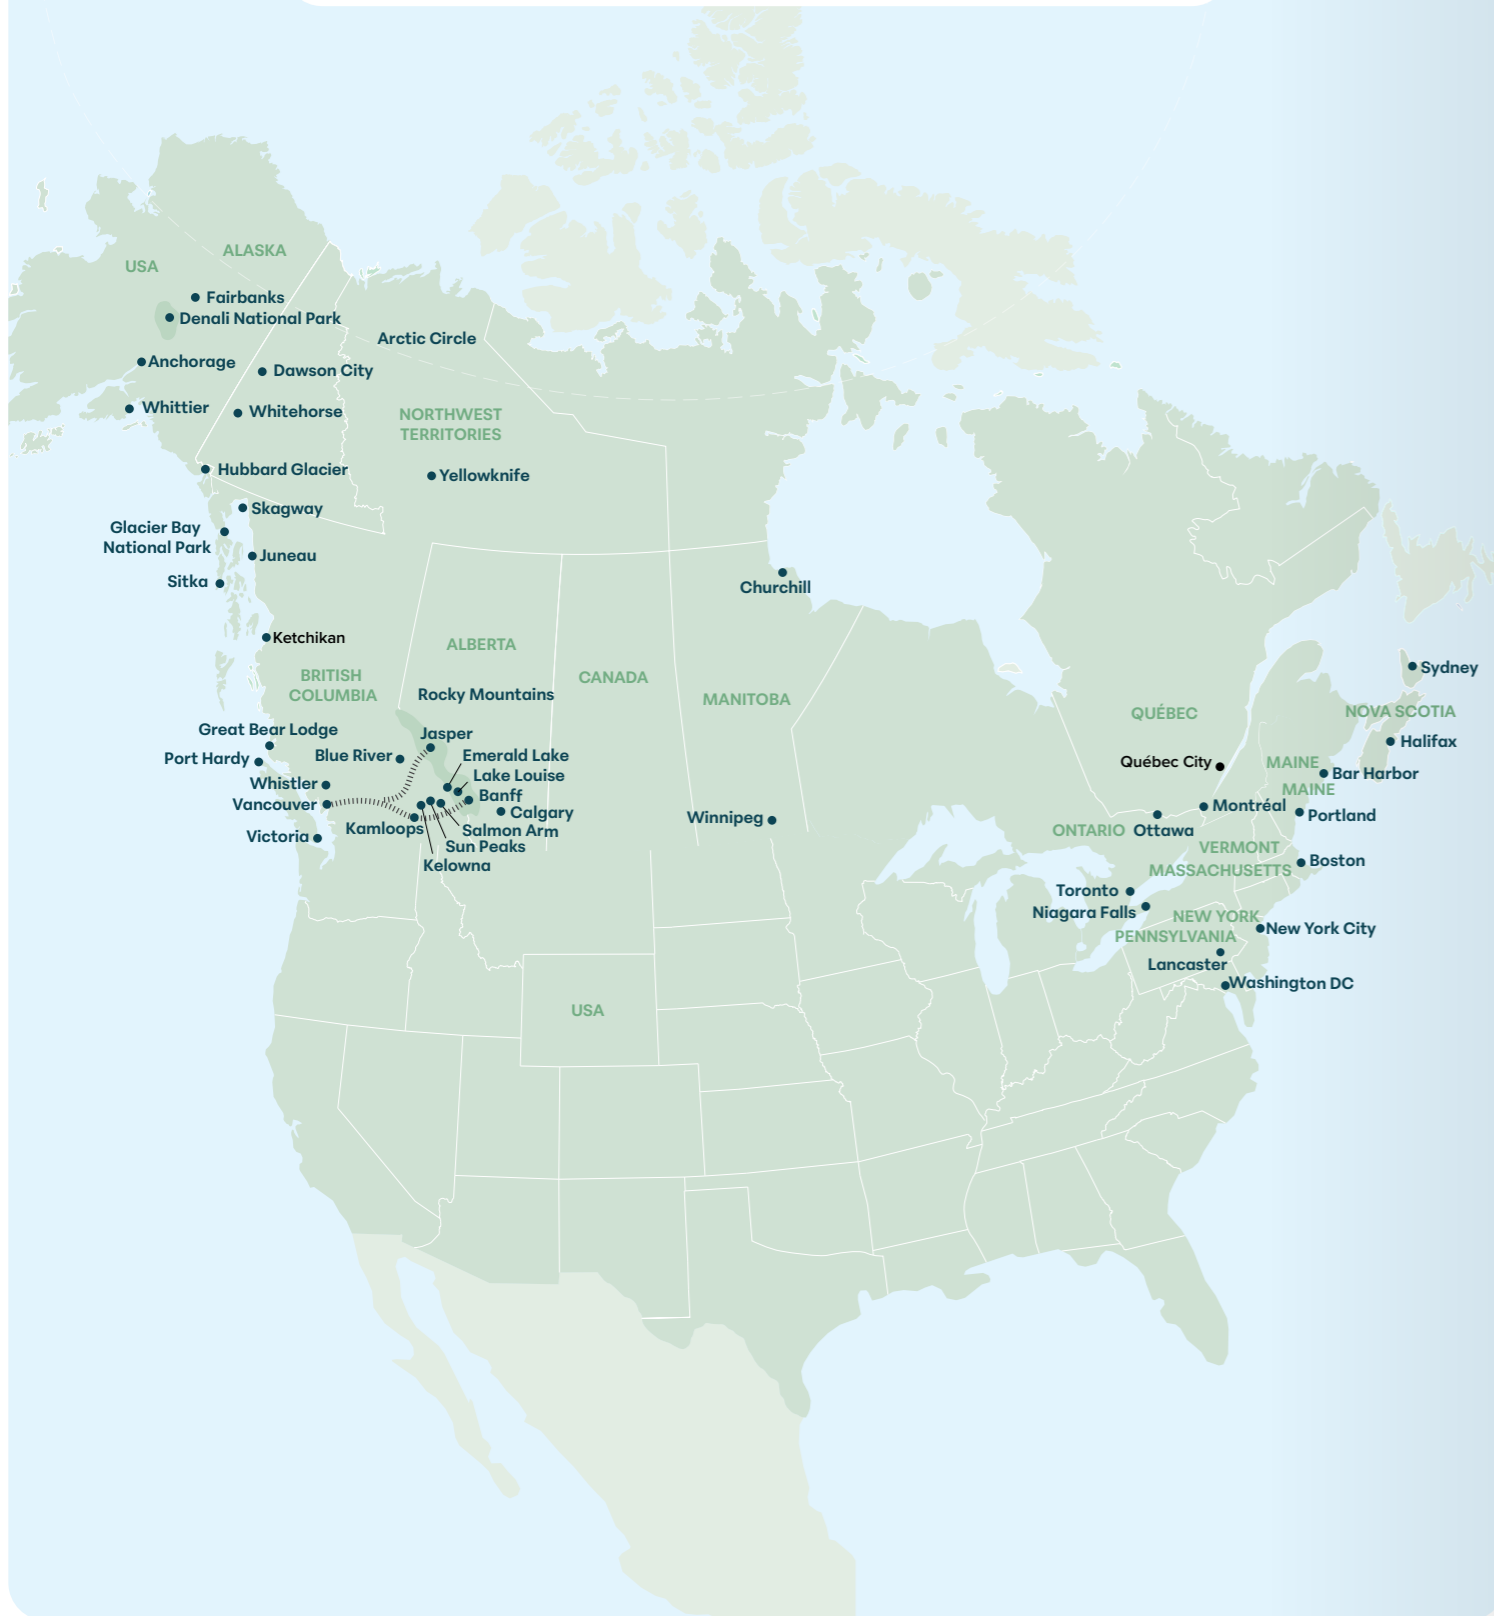 ALASKA
USA
Fairbanks
Denali National Park
Arctic Circle
Anchorage
Dawson City
Whittier
Whitehorse
NORTHWEST
TERRITORIES
Hubbard Glacier
Yellowknife
Skagway
Glacier Bay
National Park
Juneau
Sitka
Churchill
Ketchikan
ALBERTA
BRITISH
COLUMBIA
CANADA
Rocky Mountains
MANITOBA
Sydney
QUÉBEC
NOVA SCOTIA
Great Bear Lodge
Jasper
Halifax
Port Hardy
Blue River
Emerald Lake
Québec City
MAINE
Bar Harbor
Lake Louise
Whistler
MAINE
Banff
Vancouver
Montréal
Calgary
Portland
Winnipeg
Kamloops
Salmon Arm
ONTARIO
Ottawa
Victoria
Sun Peaks
VERMONT
Kelowna
Boston
MASSACHUSETTS
Toronto
Niagara Falls
NEW YORK
New York City
PENNSYLVANIA
Lancaster
Washington DC
USA